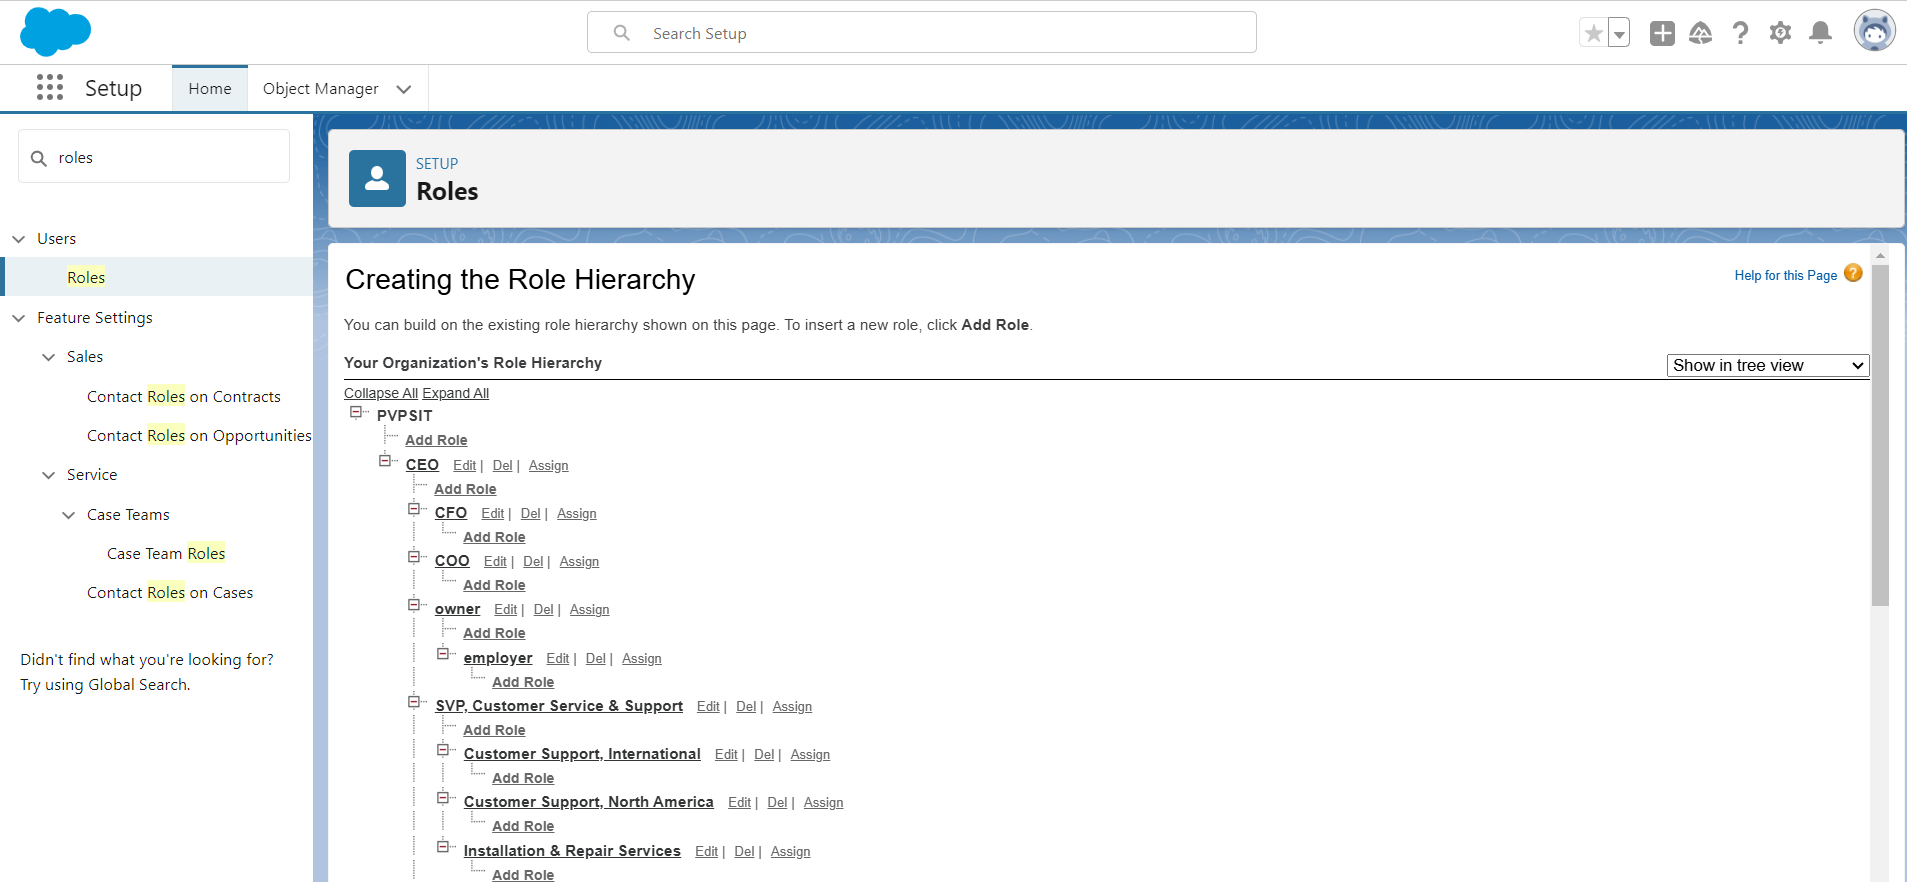 Search Setup
Setup
Home
Object Manager
roles
Users
Roles
Feature Settings
Sales
Contact Roles on Contracts
Contact Roles on Opportunities
Service
Case Teams
Case Team Roles
Contact Roles on Cases
Didn't find what you're looking for?
Try using Global Search.
SETUP
Roles
Creating the Role Hierarchy
Help for this Page ?
You can build on the existing role hierarchy shown on this page. To insert a new role, click Add Role.
Your Organization's Role Hierarchy
Show in tree view
Collapse All Expand All
PVPSIT
Add Role
CEO Edit | Del | Assign
Add Role
CFO Edit | Del | Assign
Add Role
COO Edit | Del | Assign
Add Role
owner Edit | Del | Assign
Add Role
employer Edit | Del | Assign
Add Role
SVP, Customer Service & Support Edit | Del | Assign
Add Role
Customer Support, International Edit | Del | Assign
Add Role
Customer Support, North America Edit | Del | Assign
Add Role
Installation & Repair Services Edit | Del | Assign
Add Role